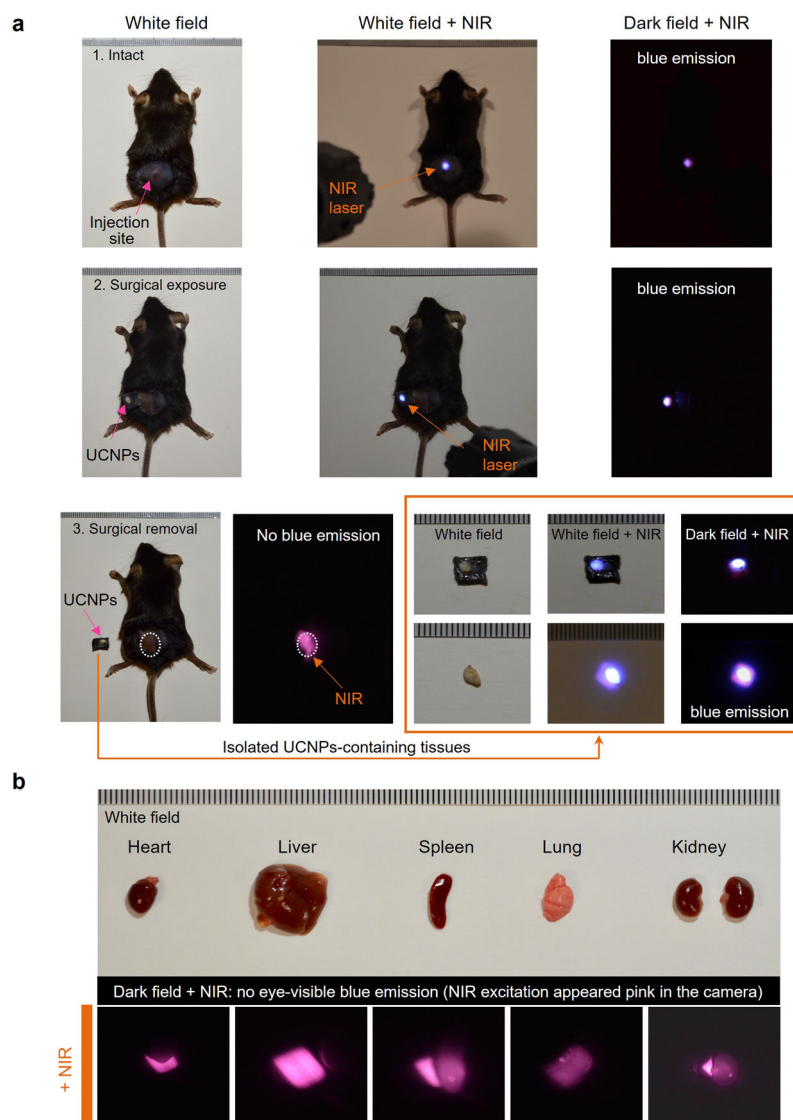 a
White field
White field + NIR
Dark field + NIR
1. Intact
Injection
site
NIR
laser
blue emission
2. Surgical exposure
UCNPs
NIR
laser
blue emission
3. Surgical removal
UCNPs
No blue emission
NIR
White field
White field + NIR
Dark field + NIR
blue emission
Isolated UCNPs-containing tissues
b
White field
Heart
Liver
Spleen
Lung
Kidney
Dark field + NIR: no eye-visible blue emission (NIR excitation appeared pink in the camera)
+ NIR